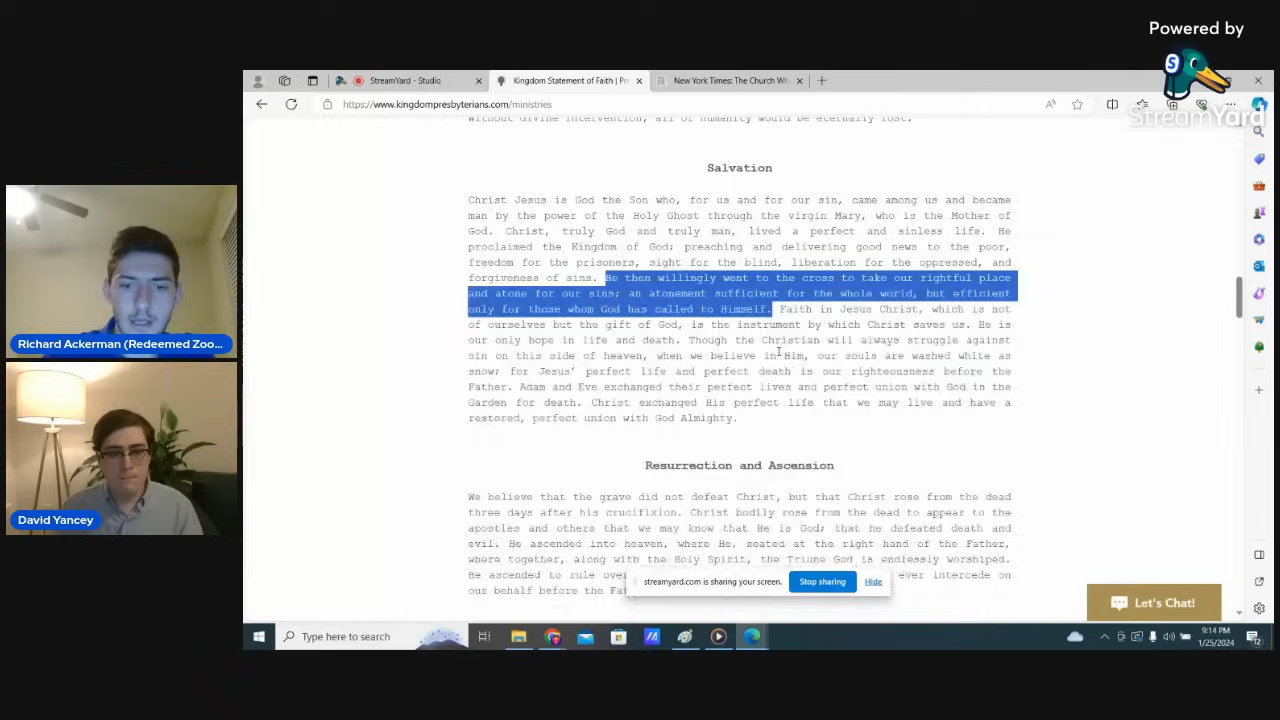 Powered by
StreamYard
StreamYard - Studio
Kingdom Statement of Faith | Pr
New York Times: The Church Wh
https://www.kingdompresbyterians.com/ministries
Without divine intervention, all of humanity would be eternally lost.
Salvation
Christ Jesus is God the Son who, for us and for our sin, came among us and became
man by the power of the Holy Ghost through the virgin Mary, who is the Mother of
God. Christ, truly God and truly man, lived a perfect and sinless life. He
proclaimed the Kingdom of God; preaching and delivering good news to the poor,
freedom for the prisoners, sight for the blind, liberation for the oppressed, and
forgiveness of sins. He then willingly went to the cross to take our rightful place
and atone for our sins; an atonement sufficient for the whole world, but efficient
only for those whom God has called to Himself. Faith in Jesus Christ, which is not
of ourselves but the gift of God, is the instrument by which Christ saves us. He is
our only hope in life and death. Though the Christian will always struggle against
sin on this side of heaven, when we believe in Him, our souls are washed white as
snow; for Jesus' perfect life and perfect death is our righteousness before the
Father. Adam and Eve exchanged their perfect lives and perfect union with God in the
Garden for death. Christ exchanged His perfect life that we may live and have a
restored, perfect union with God Almighty.
Resurrection and Ascension
We believe that the grave did not defeat Christ, but that Christ rose from the dead
three days after his crucifixion. Christ bodily rose from the dead to appear to the
apostles and others that we may know that He is God; that he defeated death and
evil. He ascended into heaven, where He, seated at the right hand of the Father,
where together, along with the Holy Spirit, the Triune God is endlessly worshiped.
He ascended to rule over ever intercede on
our behalf before the Fa
streamyard.com is sharing your screen.
Stop sharing
Hide
Let's Chat!
Richard Ackerman (Redeemed Zoo...
David Yancey
Type here to search
9:14 PM
1/25/2024
12